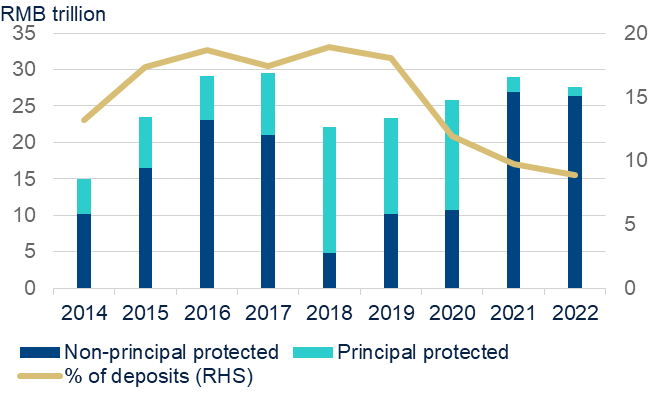 RMB trillion
35 20
30
25 15
20
15 10
10
5 5
0 0
2014 2015 2016 2017 2018 2019 2020 2021 2022
Non-principal protected Principal protected
% of deposits (RHS)